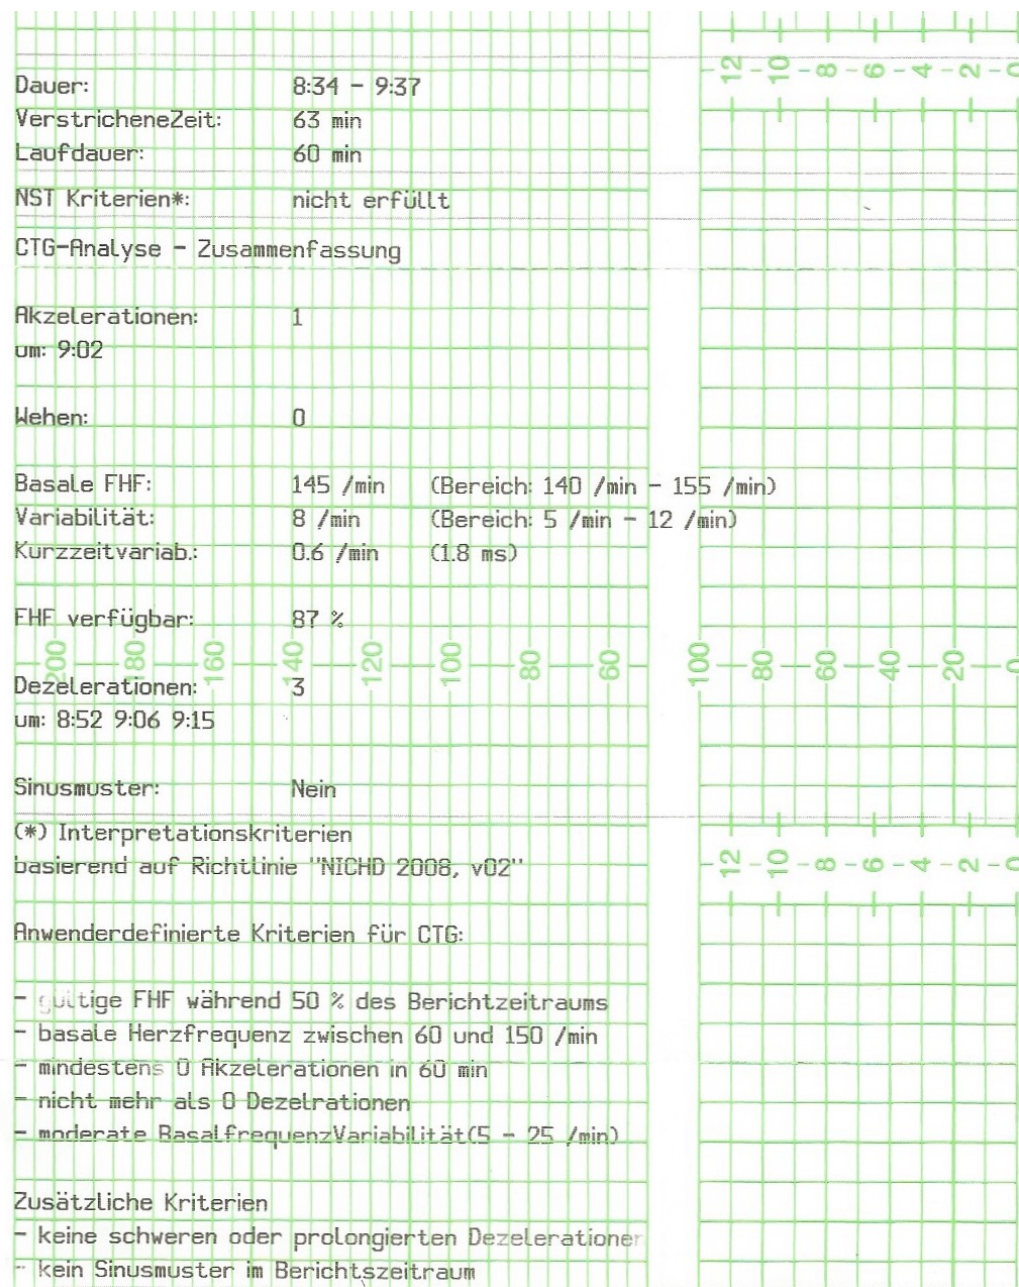 12 10 8 6 4 2 0
Dauer: 8:34 - 9:37
VerstricheneZeit: 63 min
Laufdauer: 60 min
NST Kriterien*: nicht erfüllt
CTG-Analyse - Zusammenfassung
Akzelerationen: 1
um: 9:02
Wehen: 0
Basale FHF: 145 /min (Bereich: 140 /min - 155 /min)
Variabilität: 8 /min (Bereich: 5 /min - 12 /min)
Kurzzeitvariab.: 0.6 /min (1.8 ms)
FHF verfügbar: 87 %
200 180 160 140 120 100 80 60 100 80 60 40 20 0
Dezelerationen: 3
um: 8:52 9:06 9:15
Sinusmuster: Nein
(*) Interpretationskriterien
basierend auf Richtlinie "NICHD 2008, v02"
12 10 8 6 4 2 0
Anwenderdefinierte Kriterien für CTG:
- gültige FHF während 50 % des Berichtzeitraums
- basale Herzfrequenz zwischen 60 und 150 /min
- mindestens 0 Akzelerationen in 60 min
- nicht mehr als 0 Dezelrationen
- moderate BasalfrequenzVariabilität(5 - 25 /min)
Zusätzliche Kriterien
- keine schweren oder prolongierten Dezelerationen
- kein Sinusmuster im Berichtszeitraum